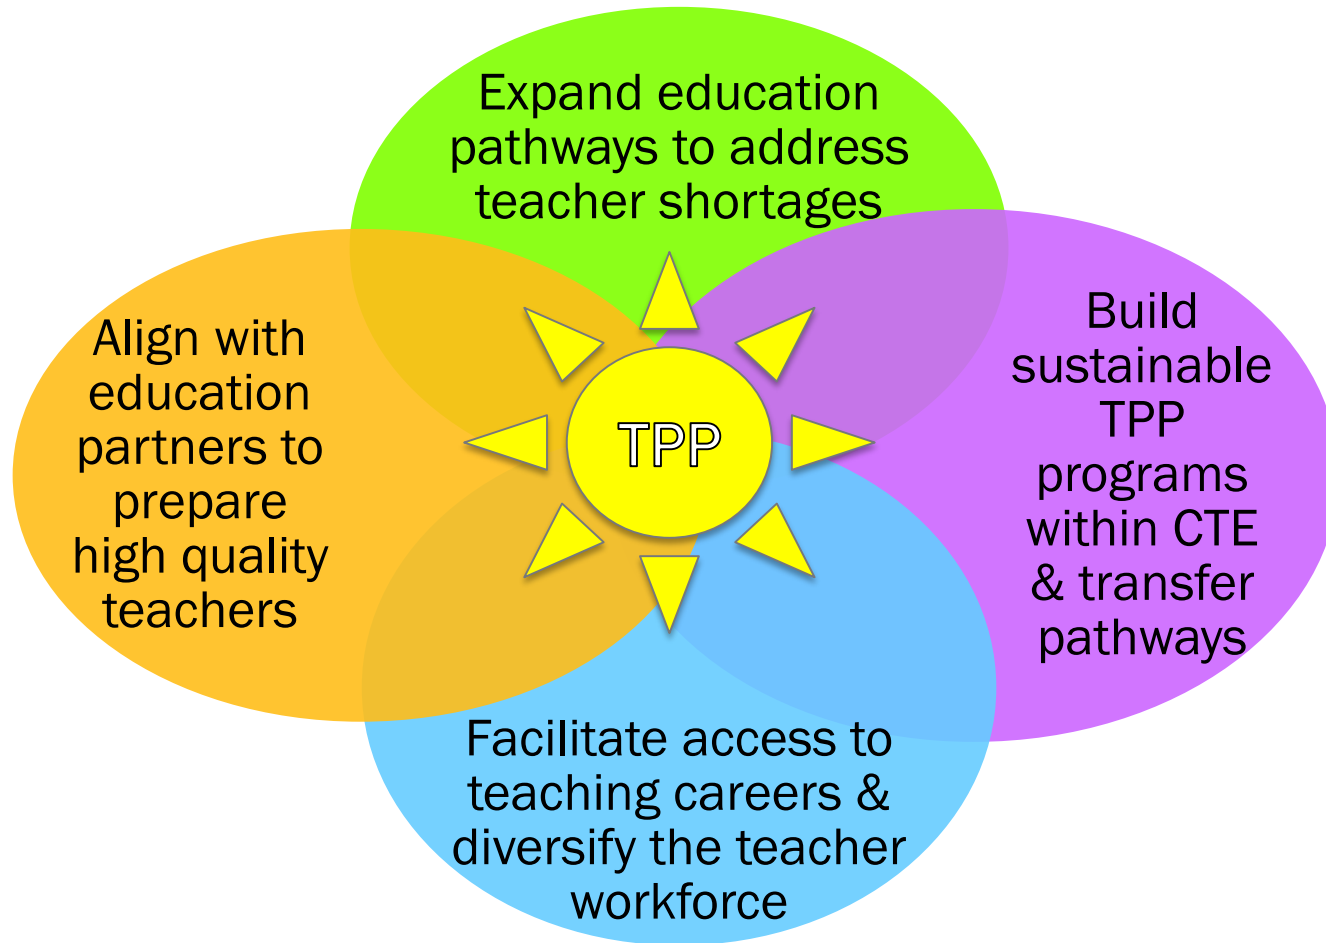 Expand education
pathways to address
teacher shortages
Align with
education
partners to
prepare
high quality
teachers
TPP
Build
sustainable
TPP
programs
within CTE
& transfer
pathways
Facilitate access to
teaching careers &
diversify the teacher
workforce